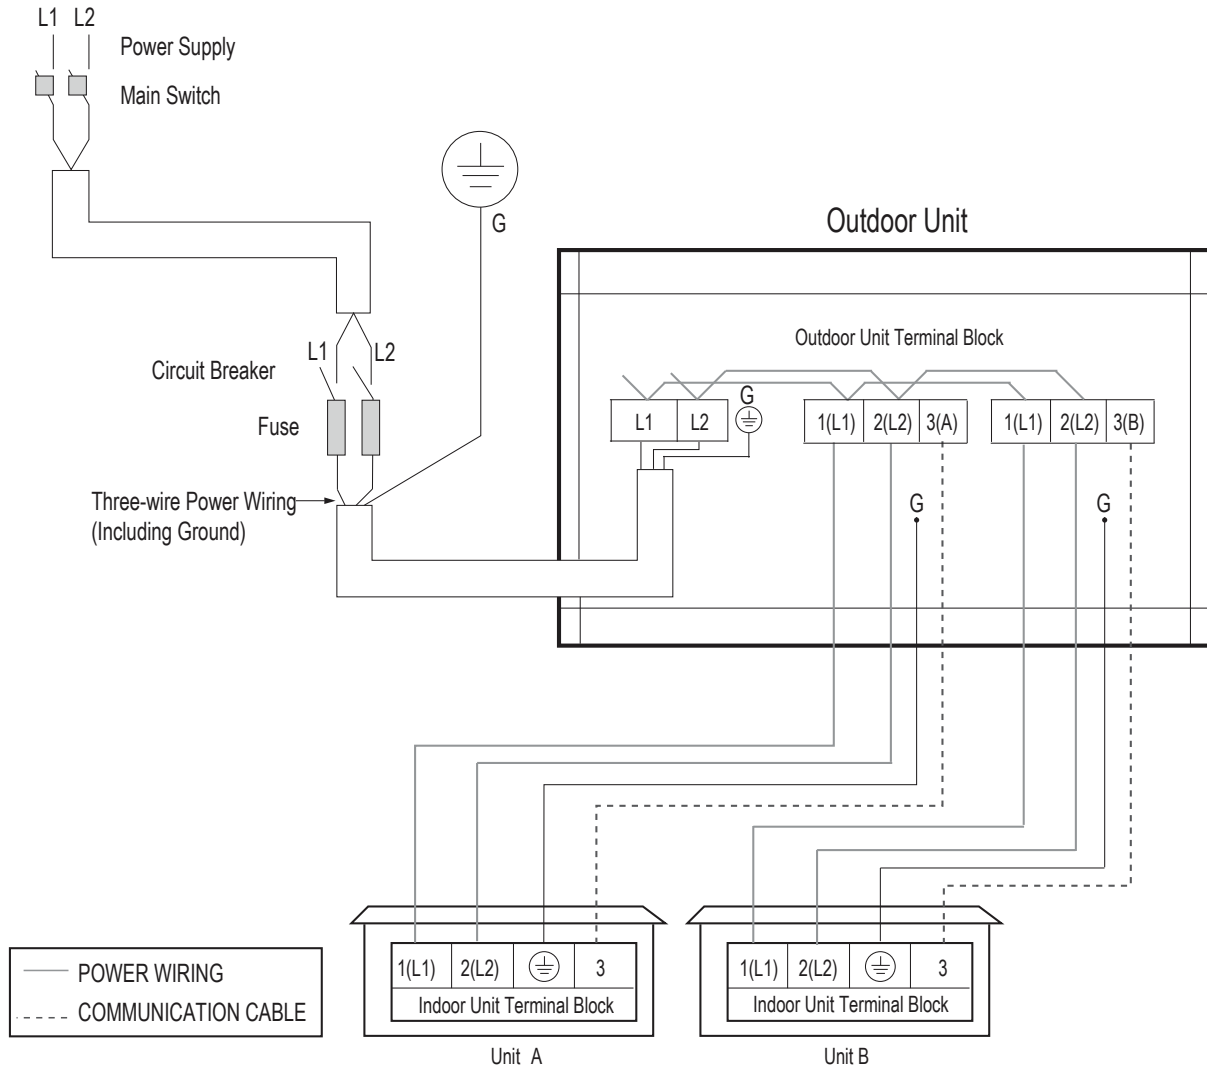 L1 L2
Power Supply
Main Switch
G
Outdoor Unit
Outdoor Unit Terminal Block
L1 L2
Circuit Breaker
Fuse
G
L1 L2
1(L1) 2(L2) 3(A)
1(L1) 2(L2) 3(B)
Three-wire Power Wiring
(Including Ground)
G
G
1(L1) 2(L2) 3
Indoor Unit Terminal Block
Unit A
1(L1) 2(L2) 3
Indoor Unit Terminal Block
Unit B
POWER WIRING
COMMUNICATION CABLE